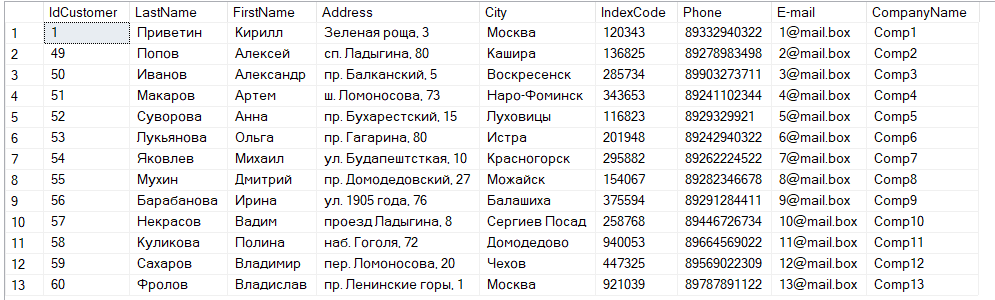 IdCustomer LastName FirstName Address City IndexCode Phone E-mail CompanyName
1 1 Приветин Кирилл Зеленая роща, 3 Москва 120343 89332940322 1@mail.box Comp1
2 49 Попов Алексей сп. Ладыгина, 80 Кашира 136825 89278983498 2@mail.box Comp2
3 50 Иванов Александр пр. Балканский, 5 Воскресенск 285734 89903273711 3@mail.box Comp3
4 51 Макаров Артем ш. Ломоносова, 73 Наро-Фоминск 343653 89241102344 4@mail.box Comp4
5 52 Суворова Анна пр. Бухарестский, 15 Луховицы 116823 8929329921 5@mail.box Comp5
6 53 Лукьянова Ольга пр. Гагарина, 80 Истра 201948 89242940322 6@mail.box Comp6
7 54 Яковлев Михаил ул. Будапештсткая, 10 Красногорск 295882 89262224522 7@mail.box Comp7
8 55 Мухин Дмитрий пр. Домодедовский, 27 Можайск 154067 89282346678 8@mail.box Comp8
9 56 Барабанова Ирина ул. 1905 года, 76 Балашиха 375594 89291284411 9@mail.box Comp9
10 57 Некрасов Вадим проезд Ладыгина, 8 Сергиев Посад 258768 89446726734 10@mail.box Comp10
11 58 Куликова Полина наб. Гоголя, 72 Домодедово 940053 89664569022 11@mail.box Comp11
12 59 Сахаров Владимир пер. Ломоносова, 20 Чехов 447325 89569022309 12@mail.box Comp12
13 60 Фролов Владислав пр. Ленинские горы, 1 Москва 921039 89787891122 13@mail.box Comp13